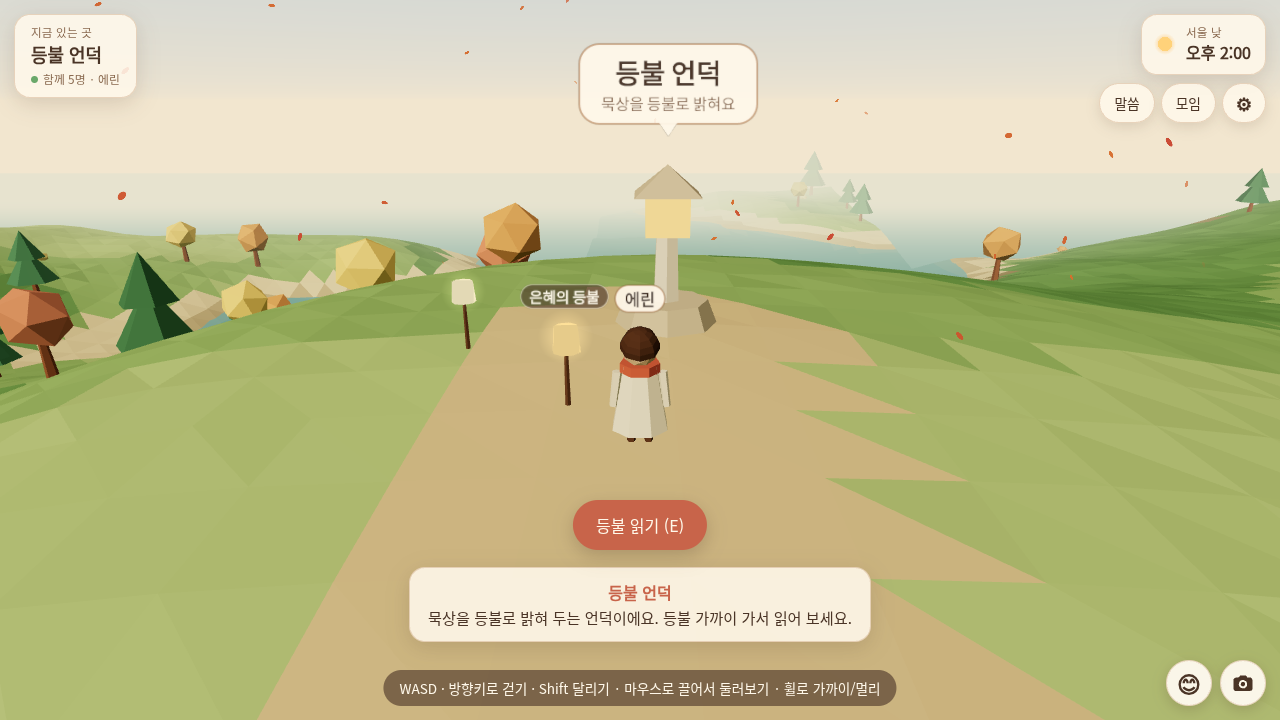 지금 있는 곳
등불 언덕
함께 5명 · 에린
등불 언덕
묵상을 등불로 밝혀요
서울 낮
오후 2:00
말씀
모임
은혜의 등불
에린
등불 읽기 (E)
등불 언덕
묵상을 등불로 밝혀 두는 언덕이에요. 등불 가까이 가서 읽어 보세요.
WASD · 방향키로 걷기 · Shift 달리기 · 마우스로 끌어서 둘러보기 · 휠로 가까이/멀리